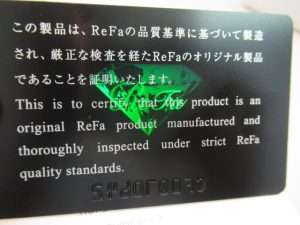 この製品は、ReFaの品質基準に基づいて製造
され、厳正な検査を経たReFaのオリジナル製品
であることを証明いたします。
This is to certify that this product is an
original ReFa product manufactured and
thoroughly inspected under strict ReFa
quality standards.